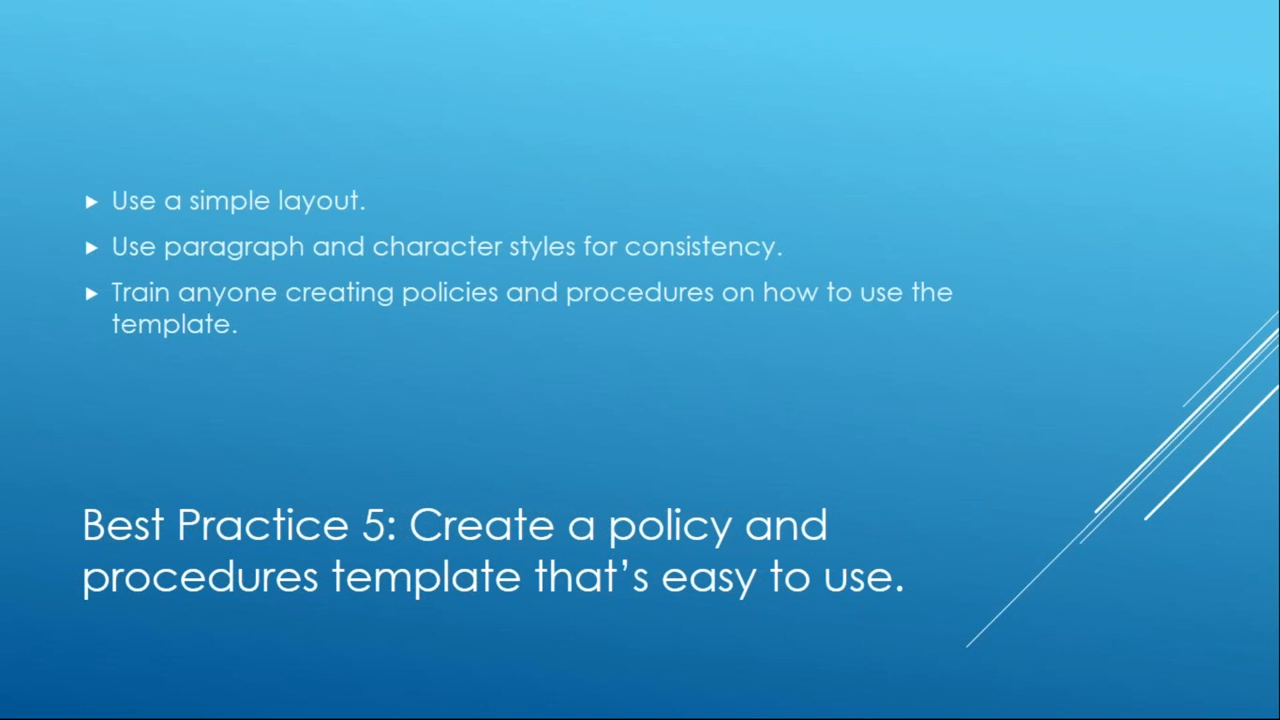 Use a simple layout.
Use paragraph and character styles for consistency.
Train anyone creating policies and procedures on how to use the
template.
Best Practice 5: Create a policy and
procedures template that’s easy to use.